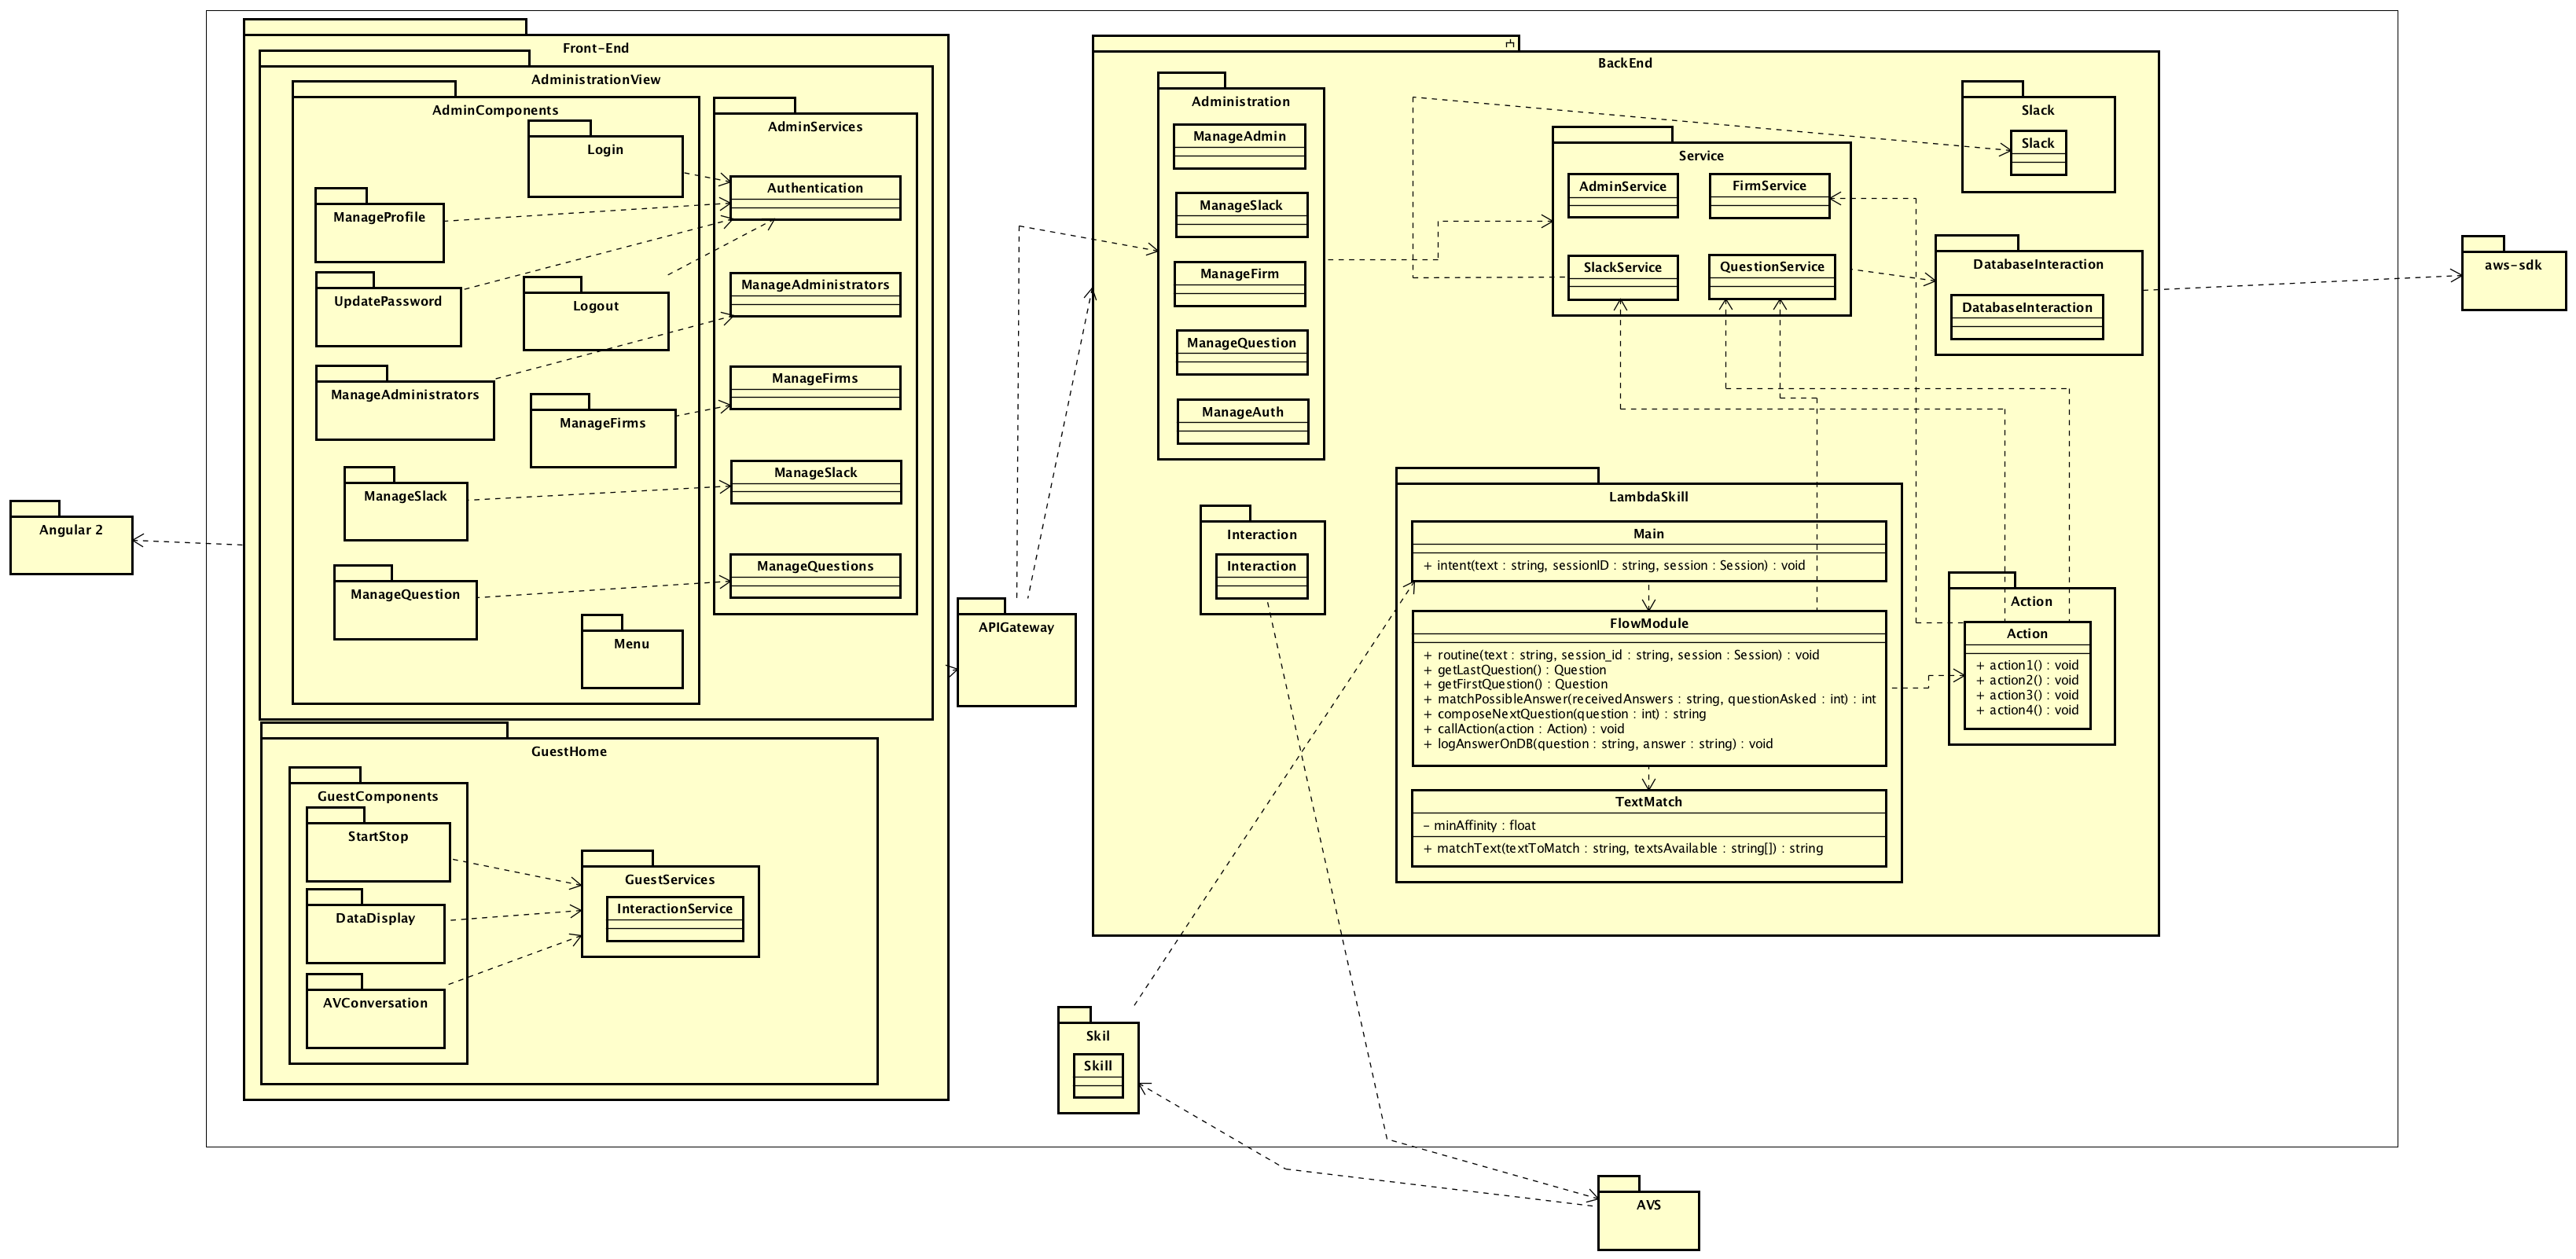 Front-End
AdministrationView
AdminComponents
Login
ManageProfile
UpdatePassword
Logout
ManageAdministrators
ManageFirms
ManageSlack
ManageQuestion
Menu
AdminServices
Authentication
ManageAdministrators
ManageFirms
ManageSlack
ManageQuestions
GuestHome
GuestComponents
StartStop
DataDisplay
AVConversation
GuestServices
InteractionService
Angular 2
APIGateway
BackEnd
Administration
ManageAdmin
ManageSlack
ManageFirm
ManageQuestion
ManageAuth
Service
AdminService
FirmService
SlackService
QuestionService
Slack
Slack
DatabaseInteraction
DatabaseInteraction
aws-sdk
Interaction
Interaction
LambdaSkill
Main
+ intent(text : string, sessionID : string, session : Session) : void
FlowModule
+ routine(text : string, session_id : string, session : Session) : void
+ getLastQuestion() : Question
+ getFirstQuestion() : Question
+ matchPossibleAnswer(receivedAnswers : string, questionAsked : int) : int
+ composeNextQuestion(question : int) : string
+ callAction(action : Action) : void
+ logAnswerOnDB(question : string, answer : string) : void
TextMatch
- minAffinity : float
+ matchText(textToMatch : string, textsAvailable : string[]) : string
Action
Action
+ action1() : void
+ action2() : void
+ action3() : void
+ action4() : void
Skil
Skill
AVS